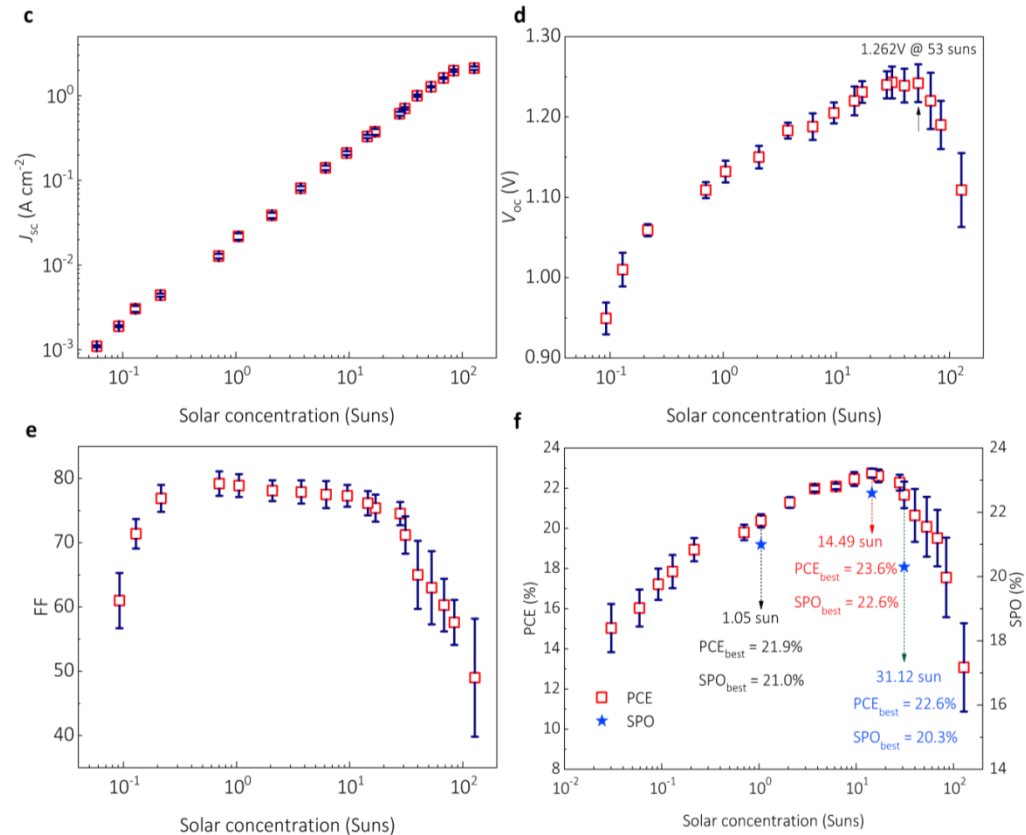 c
J_sc (A cm^-2)
10^0
10^-1
10^-2
10^-3
10^-1 10^0 10^1 10^2
Solar concentration (Suns)
d
1.262V @ 53 suns
V_oc (V)
1.30
1.20
1.10
1.00
0.90
10^-1 10^0 10^1 10^2
Solar concentration (Suns)
e
FF
80
70
60
50
40
10^-1 10^0 10^1 10^2
Solar concentration (Suns)
f
PCE (%)
24
22
20
18
16
14
12
10
8
14.49 sun
PCE_best = 23.6%
SPO_best = 22.6%
1.05 sun
PCE_best = 21.9%
SPO_best = 21.0%
31.12 sun
PCE_best = 22.6%
SPO_best = 20.3%
PCE
SPO
24
22
20
18
16
14
SPO (%)
10^-2 10^-1 10^0 10^1 10^2
Solar concentration (Suns)